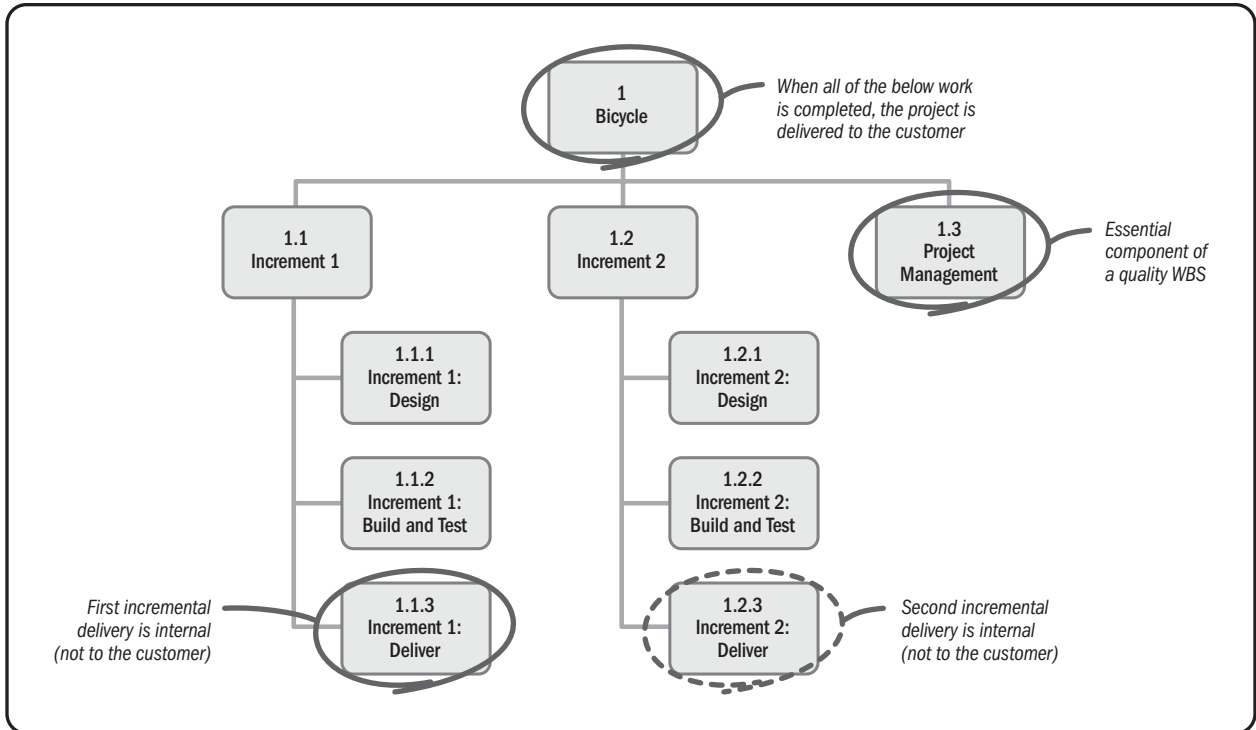 1
Bicycle
When all of the below work
is completed, the project is
delivered to the customer
1.1
Increment 1
1.2
Increment 2
1.3
Project
Management
Essential
component of
a quality WBS
1.1.1
Increment 1:
Design
1.2.1
Increment 2:
Design
1.1.2
Increment 1:
Build and Test
1.2.2
Increment 2:
Build and Test
First incremental
delivery is internal
(not to the customer)
1.1.3
Increment 1:
Deliver
1.2.3
Increment 2:
Deliver
Second incremental
delivery is internal
(not to the customer)